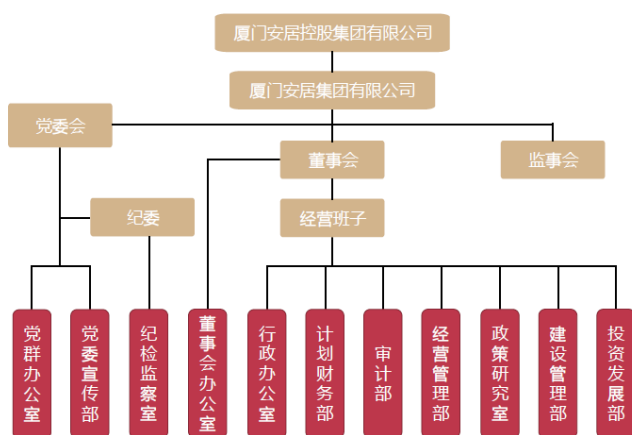 厦门安居控股集团有限公司
厦门安居集团有限公司
党委会
董事会
监事会
纪委
经营班子
党群办公室
党委宣传部
纪检监察室
董事会办公室
行政办公室
计划财务部
审计部
经营管理部
政策研究室
建设管理部
投资发展部